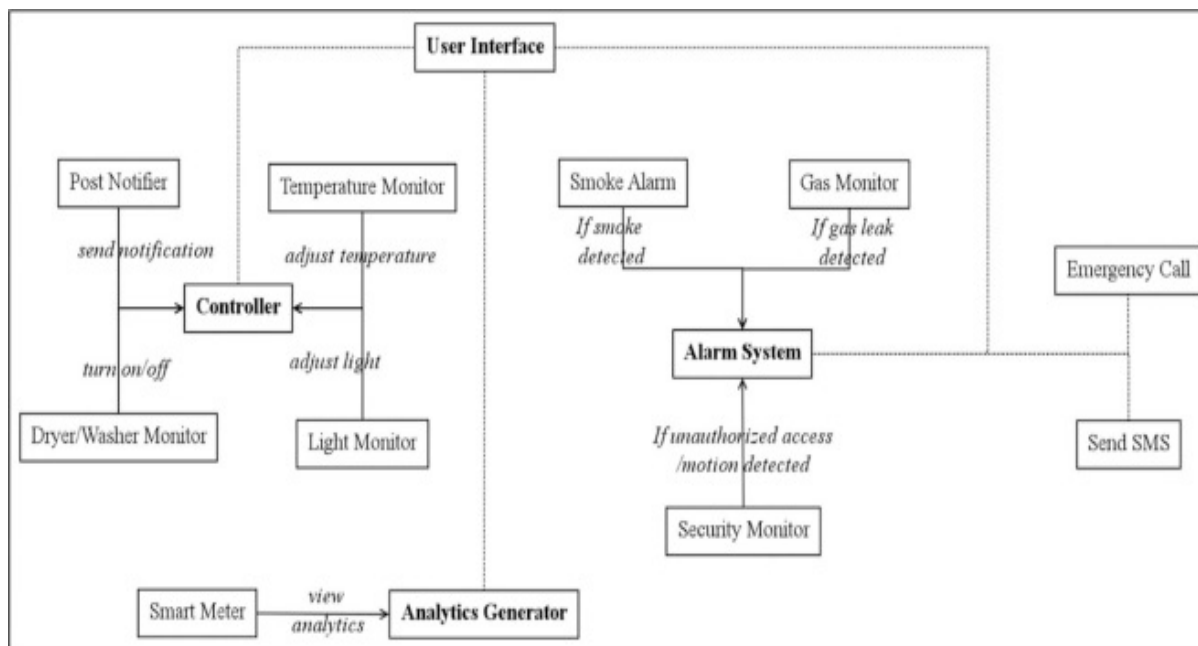 User Interface
Post Notifier
Temperature Monitor
Smoke Alarm
Gas Monitor
send notification
adjust temperature
If smoke
detected
If gas leak
detected
Emergency Call
Controller
Alarm System
turn on/off
adjust light
Dryer/Washer Monitor
Light Monitor
If unauthorized access
/motion detected
Send SMS
Security Monitor
Smart Meter
view
analytics
Analytics Generator